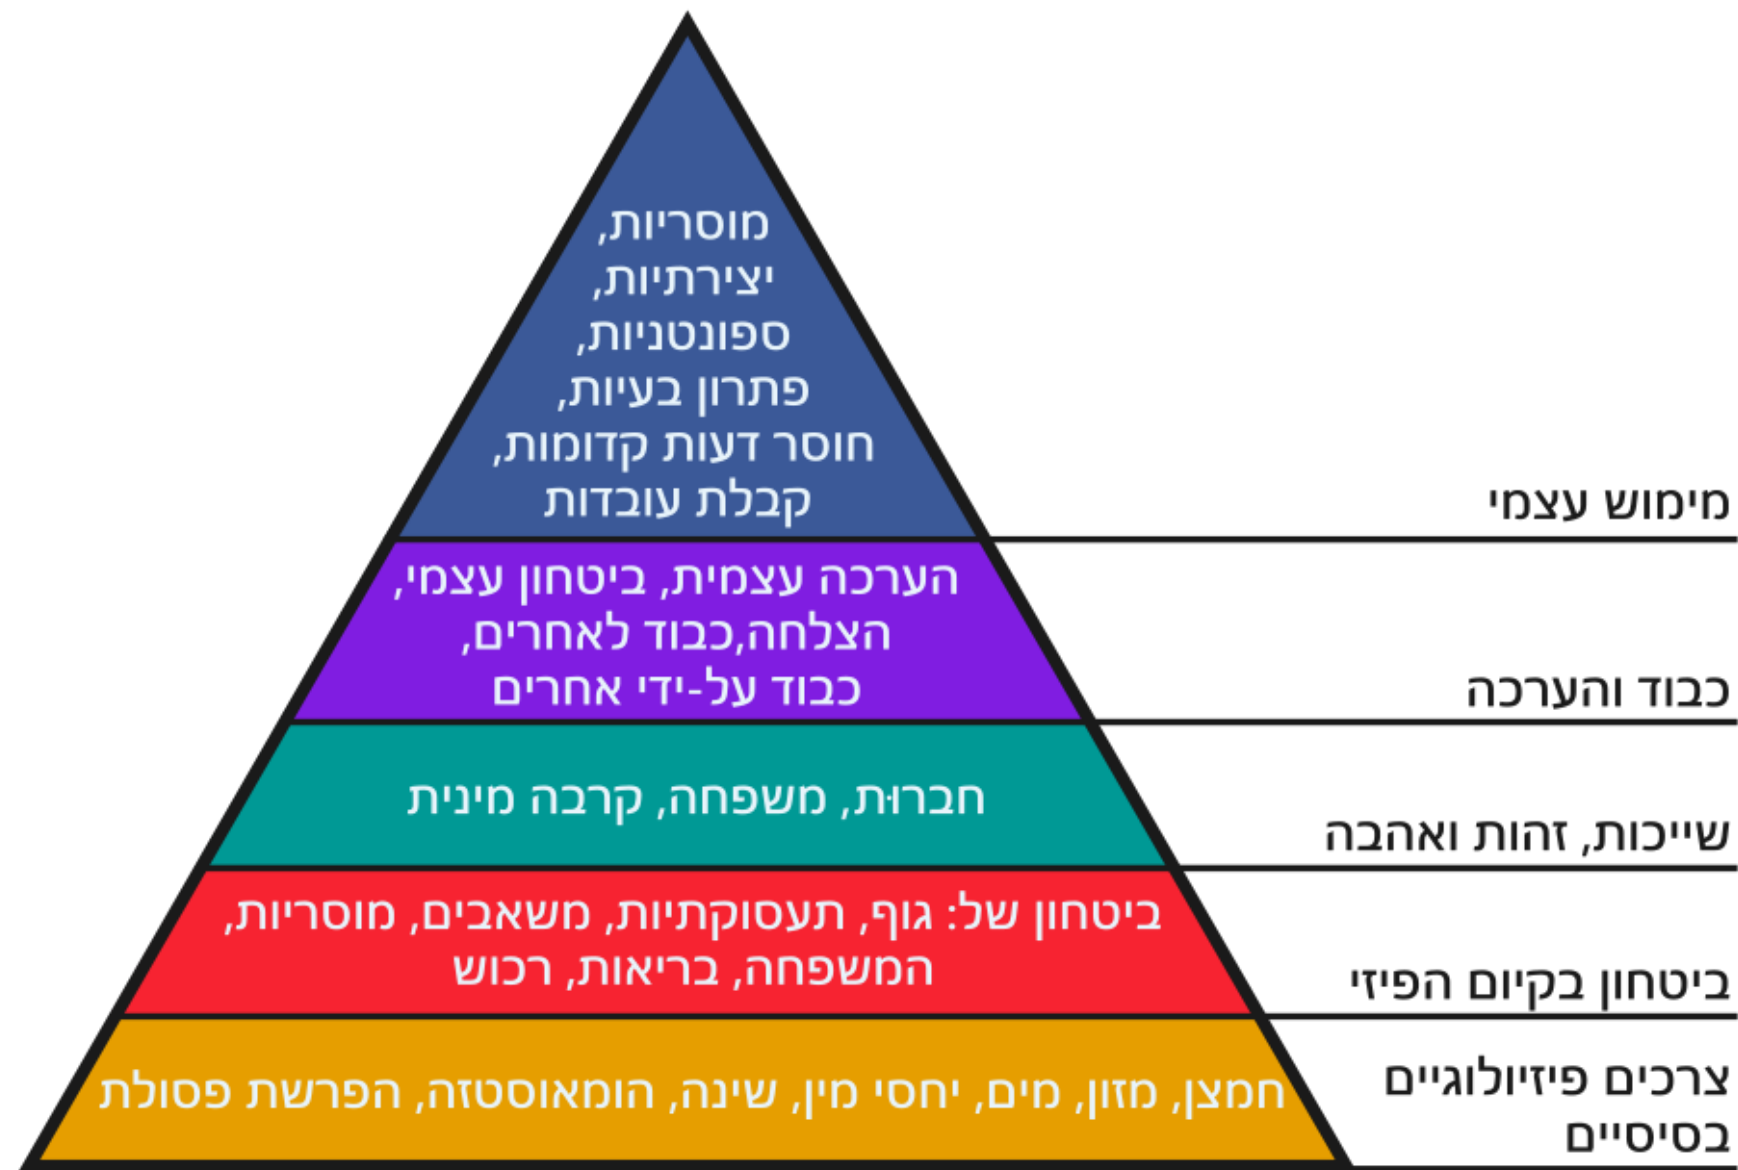 מוסריות,
יצירתיות,
ספונטניות,
פתרון בעיות,
חוסר דעות קדומות,
קבלת עובדות
מימוש עצמי
הערכה עצמית, ביטחון עצמי,
הצלחה,כבוד לאחרים,
כבוד על-ידי אחרים
כבוד והערכה
חברוּת, משפחה, קרבה מינית
שייכות, זהות ואהבה
ביטחון של: גוף, תעסוקתיות, משאבים, מוסריות,
המשפחה, בריאות, רכוש
ביטחון בקיום הפיזי
חמצן, מזון, מים, יחסי מין, שינה, הומאוסטזה, הפרשת פסולת
צרכים פיזיולוגיים
בסיסיים